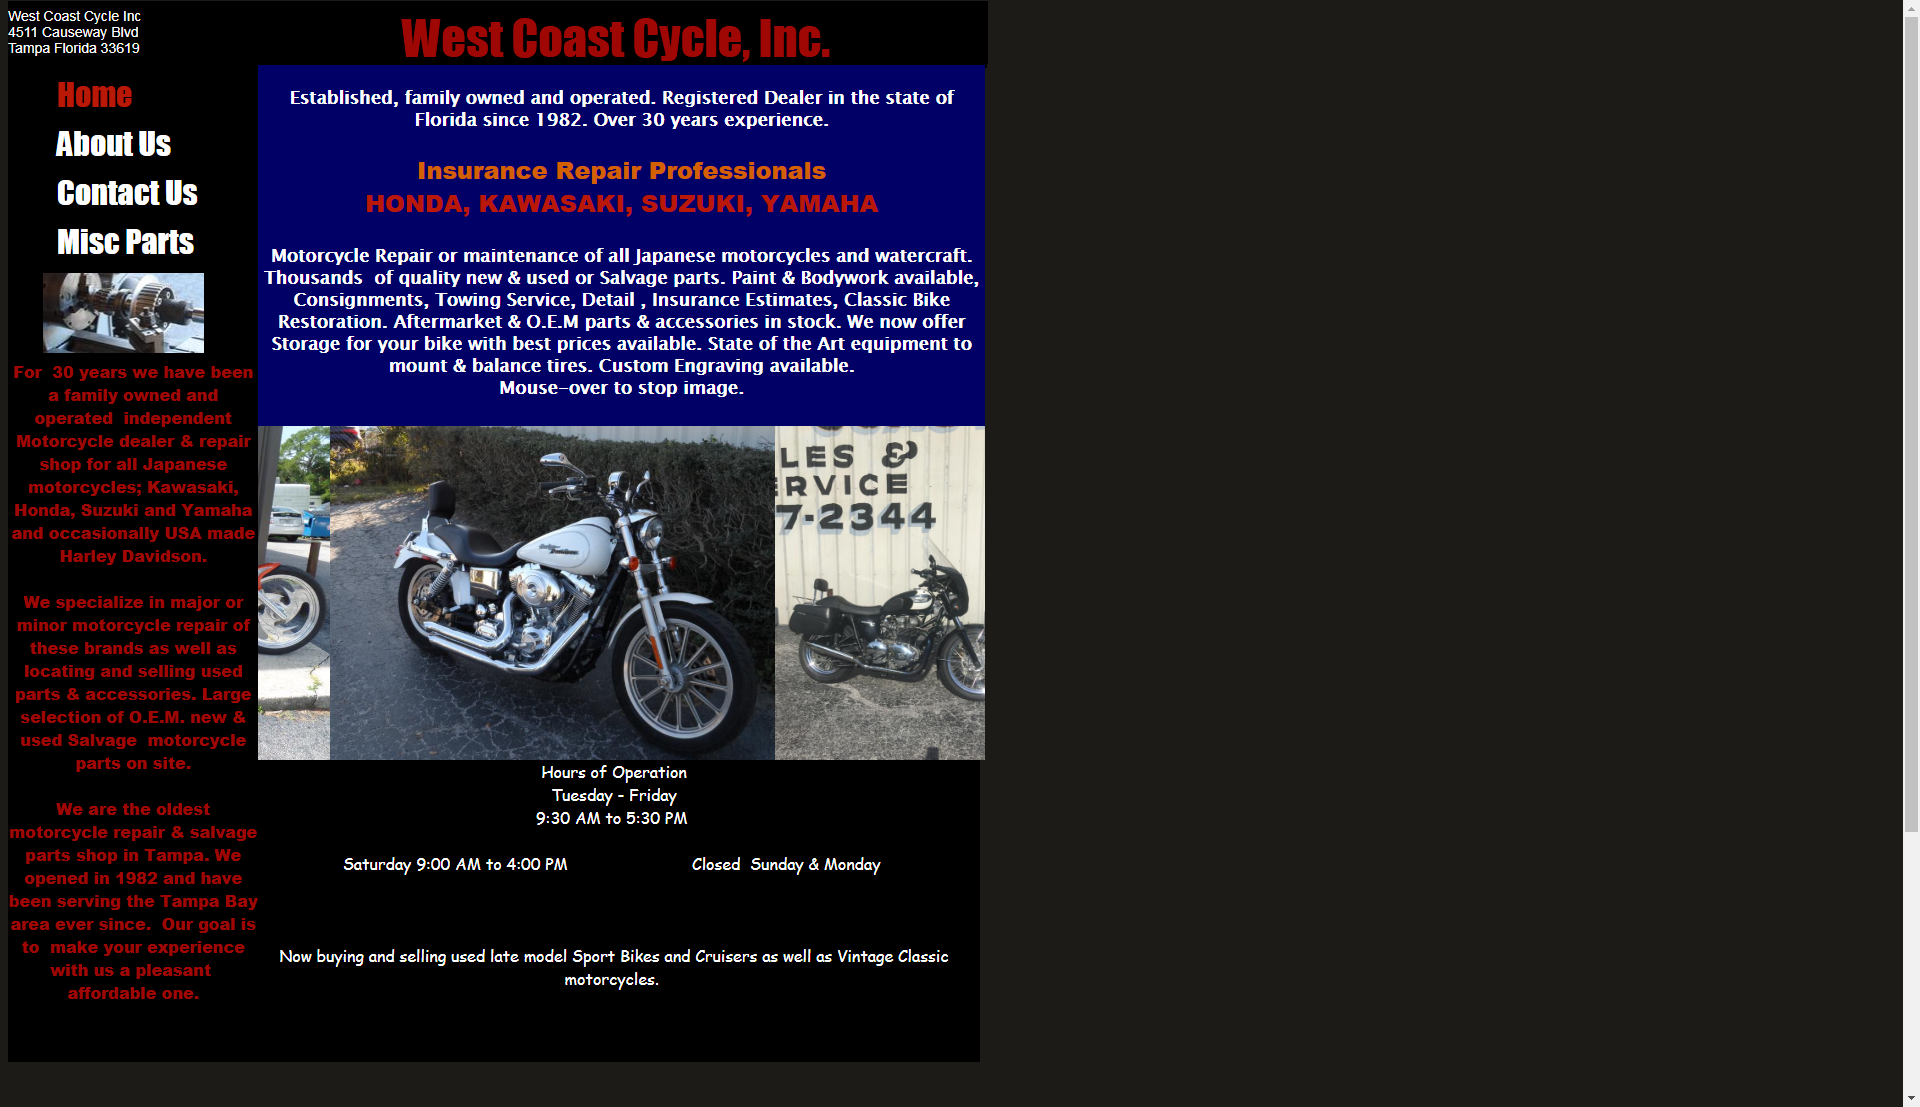 West Coast Cycle Inc
4511 Causeway Blvd
Tampa Florida 33619
West Coast Cycle, Inc.
Home
About Us
Contact Us
Misc Parts
For  30 years we have been
a family owned and
operated  independent
Motorcycle dealer & repair
shop for all Japanese
motorcycles; Kawasaki,
Honda, Suzuki and Yamaha
and occasionally USA made
Harley Davidson.
We specialize in major or
minor motorcycle repair of
these brands as well as
locating and selling used
parts & accessories. Large
selection of O.E.M. new &
used Salvage  motorcycle
parts on site.
We are the oldest
motorcycle repair & salvage
parts shop in Tampa. We
opened in 1982 and have
been serving the Tampa Bay
area ever since.  Our goal is
to  make your experience
with us a pleasant
affordable one.
Established, family owned and operated. Registered Dealer in the state of
Florida since 1982. Over 30 years experience.
Insurance Repair Professionals
HONDA, KAWASAKI, SUZUKI, YAMAHA
Motorcycle Repair or maintenance of all Japanese motorcycles and watercraft.
Thousands  of quality new & used or Salvage parts. Paint & Bodywork available,
Consignments, Towing Service, Detail , Insurance Estimates, Classic Bike
Restoration. Aftermarket & O.E.M parts & accessories in stock. We now offer
Storage for your bike with best prices available. State of the Art equipment to
mount & balance tires. Custom Engraving available.
Mouse-over to stop image.
LES &
RVICE
7-2344
Hours of Operation
Tuesday - Friday
9:30 AM to 5:30 PM
Saturday 9:00 AM to 4:00 PM
Closed  Sunday & Monday
Now buying and selling used late model Sport Bikes and Cruisers as well as Vintage Classic
motorcycles.